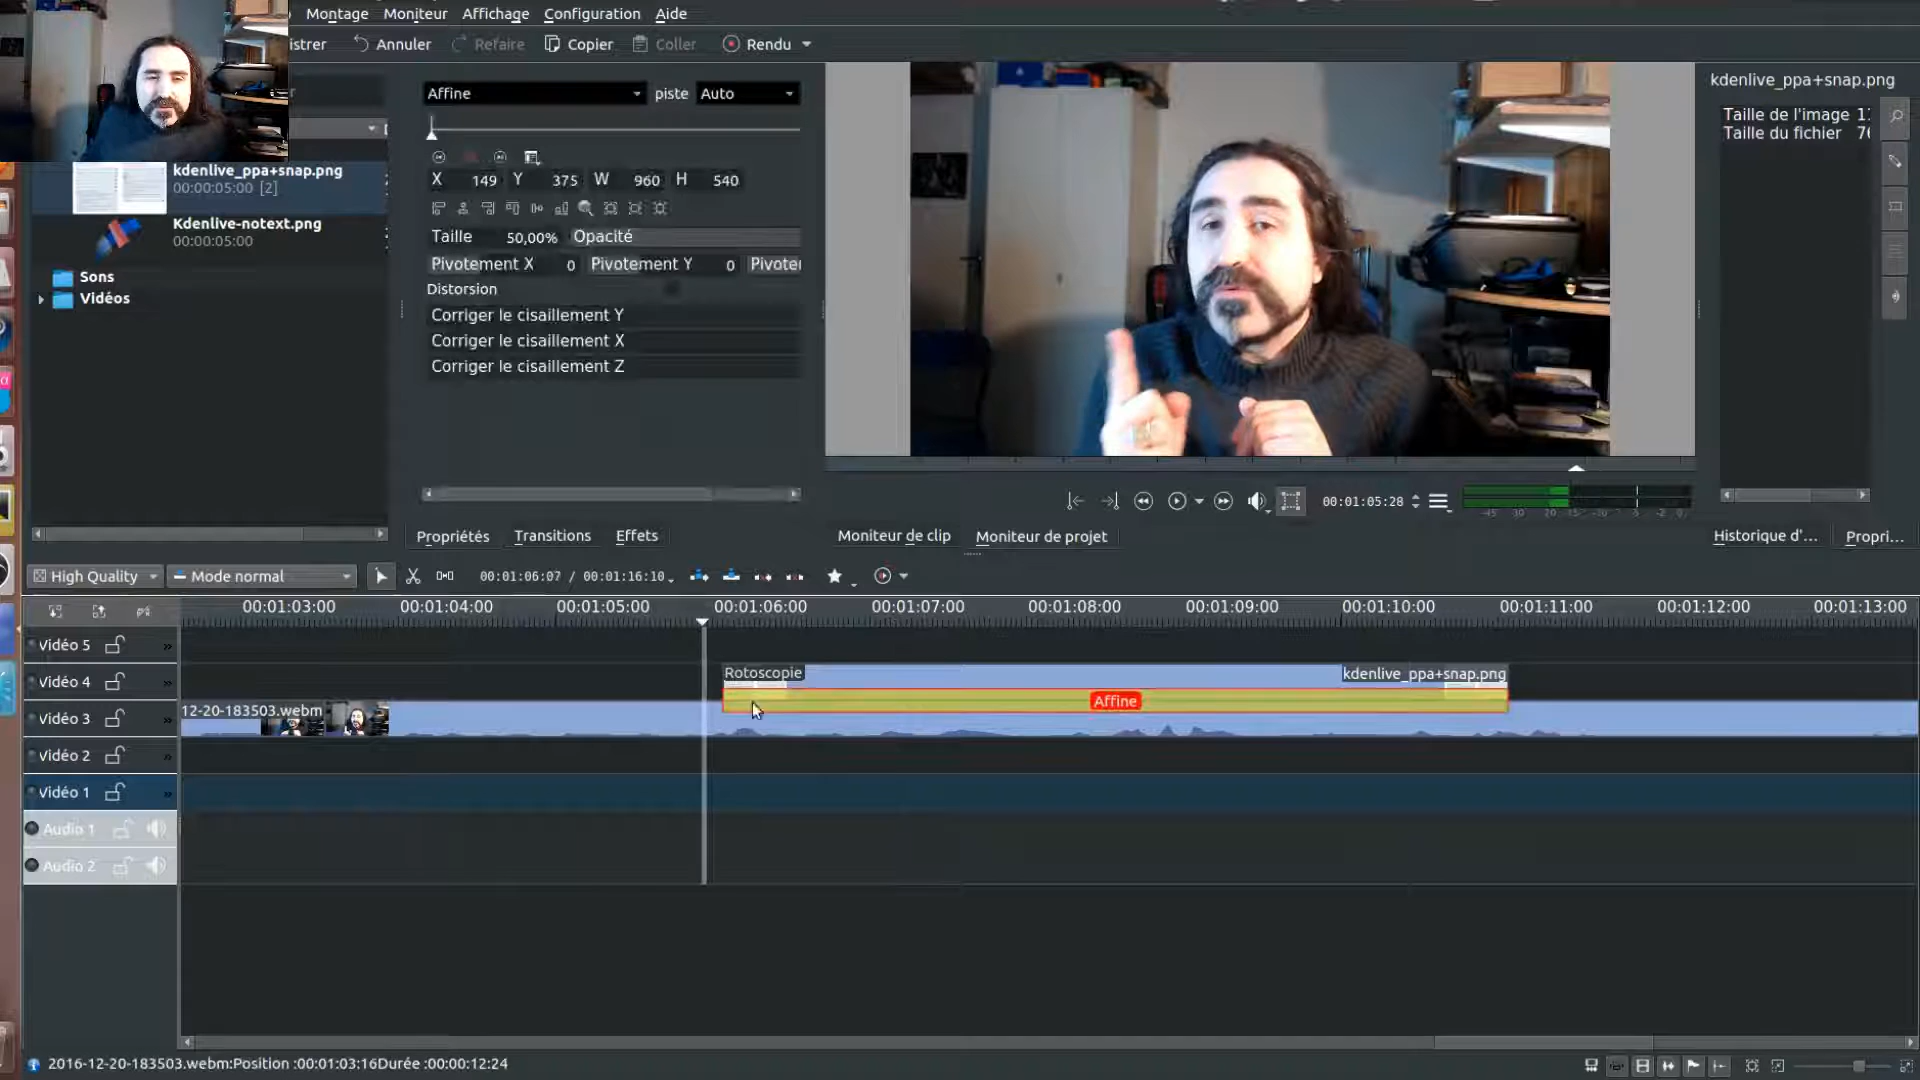 Montage Moniteur Affichage Configuration Aide
istrer Annuler Refaire Copier Coller Rendu
kdenlive_ppa+snap.png
00:00:05:00 [2]
Kdenlive-notext.png
00:00:05:00
Sons
Vidéos
Affine piste Auto
X 149 Y 375 W 960 H 540
Taille 50,00% Opacité
Pivotement X 0 Pivotement Y 0 Pivote
Distorsion
Corriger le cisaillement Y
Corriger le cisaillement X
Corriger le cisaillement Z
Propriétés Transitions Effets
00:01:05:28
Moniteur de clip Moniteur de projet
kdenlive_ppa+snap.png
Taille de l'image 1
Taille du fichier 76
Historique d'... Propri...
High Quality Mode normal 00:01:06:07 / 00:01:16:10
00:01:03:00 00:01:04:00 00:01:05:00 00:01:06:00 00:01:07:00 00:01:08:00 00:01:09:00 00:01:10:00 00:01:11:00 00:01:12:00 00:01:13:00
Vidéo 5
Vidéo 4
Rotoscopie kdenlive_ppa+snap.png
Affine
Vidéo 3
12-20-183503.webm
Vidéo 2
Vidéo 1
Audio 1
Audio 2
2016-12-20-183503.webm:Position :00:01:03:16Durée :00:00:12:24